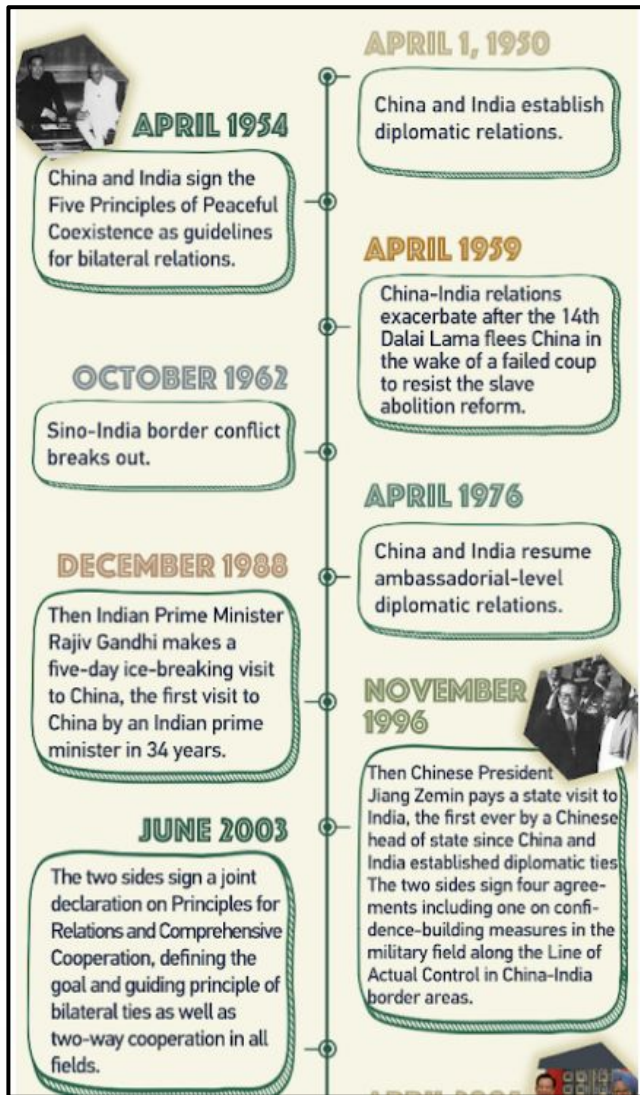 APRIL 1, 1950
China and India establish
diplomatic relations.
APRIL 1954
China and India sign the
Five Principles of Peaceful
Coexistence as guidelines
for bilateral relations.
APRIL 1959
China-India relations
exacerbate after the 14th
Dalai Lama flees China in
the wake of a failed coup
to resist the slave
abolition reform.
OCTOBER 1962
Sino-India border conflict
breaks out.
APRIL 1976
China and India resume
ambassadorial-level
diplomatic relations.
DECEMBER 1988
Then Indian Prime Minister
Rajiv Gandhi makes a
five-day ice-breaking visit
to China, the first visit to
China by an Indian prime
minister in 34 years.
NOVEMBER
1996
Then Chinese President
Jiang Zemin pays a state visit to
India, the first ever by a Chinese
head of state since China and
India established diplomatic ties
The two sides sign four agree-
ments including one on confi-
dence-building measures in the
military field along the Line of
Actual Control in China-India
border areas.
JUNE 2003
The two sides sign a joint
declaration on Principles for
Relations and Comprehensive
Cooperation, defining the
goal and guiding principle of
bilateral ties as well as
two-way cooperation in all
fields.